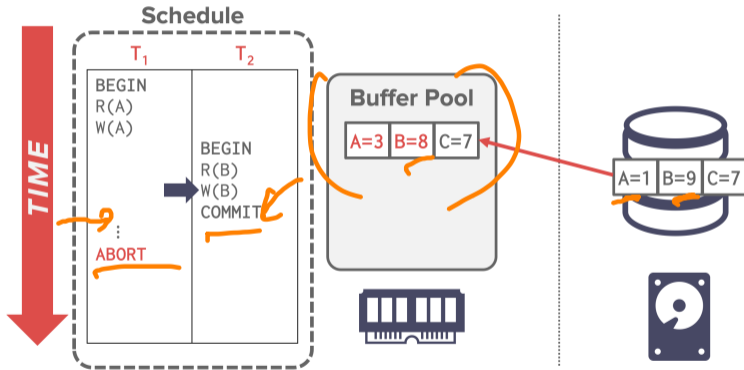 Schedule
T1 T2
BEGIN
R(A)
W(A)
BEGIN
R(B)
W(B)
COMMIT
⋮
ABORT
TIME
Buffer Pool
A=3 B=8 C=7
A=1 B=9 C=7